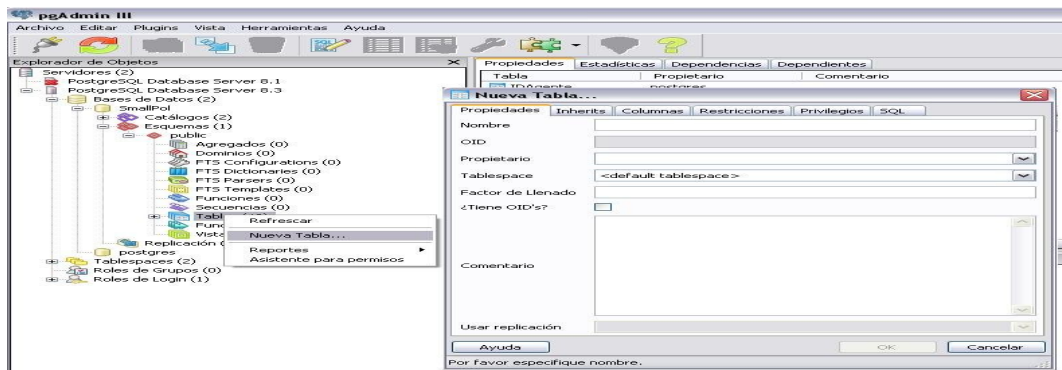 pgAdmin III
Archivo Editar Plugins Vista Herramientas Ayuda
Explorador de Objetos
Servidores (2)
PostgreSQL Database Server 8.1
PostgreSQL Database Server 8.3
Bases de Datos (2)
SmallPol
Catálogos (2)
Esquemas (1)
public
Agregados (0)
Dominios (0)
FTS Configurations (0)
FTS Dictionaries (0)
FTS Parsers (0)
FTS Templates (0)
Funciones (0)
Secuencias (0)
Replicación
postgres
Tablespaces (2)
Roles de Grupos (0)
Roles de Login (1)
Refrescar
Nueva Tabla...
Reportes
Asistente para permisos
Propiedades Estadísticas Dependencias Dependientes
Tabla Propietario Comentario
IDAgente postgres
Nueva Tabla...
Propiedades Inherits Columnas Restricciones Privilegios SQL
Nombre
OID
Propietario
Tablespace <default tablespace>
Factor de Llenado
¿Tiene OID's?
Comentario
Usar replicación
Ayuda OK Cancelar
Por favor especifique nombre.